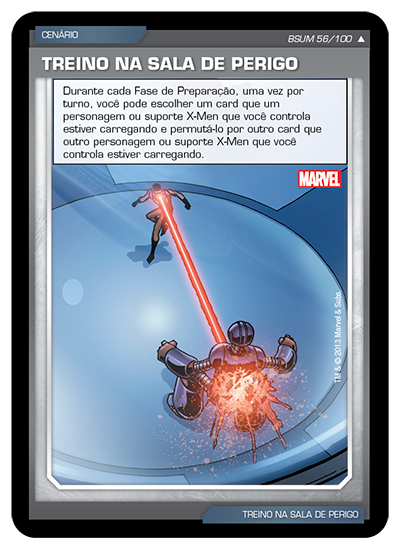 CENÁRIO
BSUM 56/100 ▲
TREINO NA SALA DE PERIGO
Durante cada Fase de Preparação, uma vez por
turno, você pode escolher um card que um
personagem ou suporte X-Men que você controla
estiver carregando e permutá-lo por outro card que
outro personagem ou suporte X-Men que você
controla estiver carregando.
MARVEL
TM & © 2013 Marvel & Subs.
TREINO NA SALA DE PERIGO